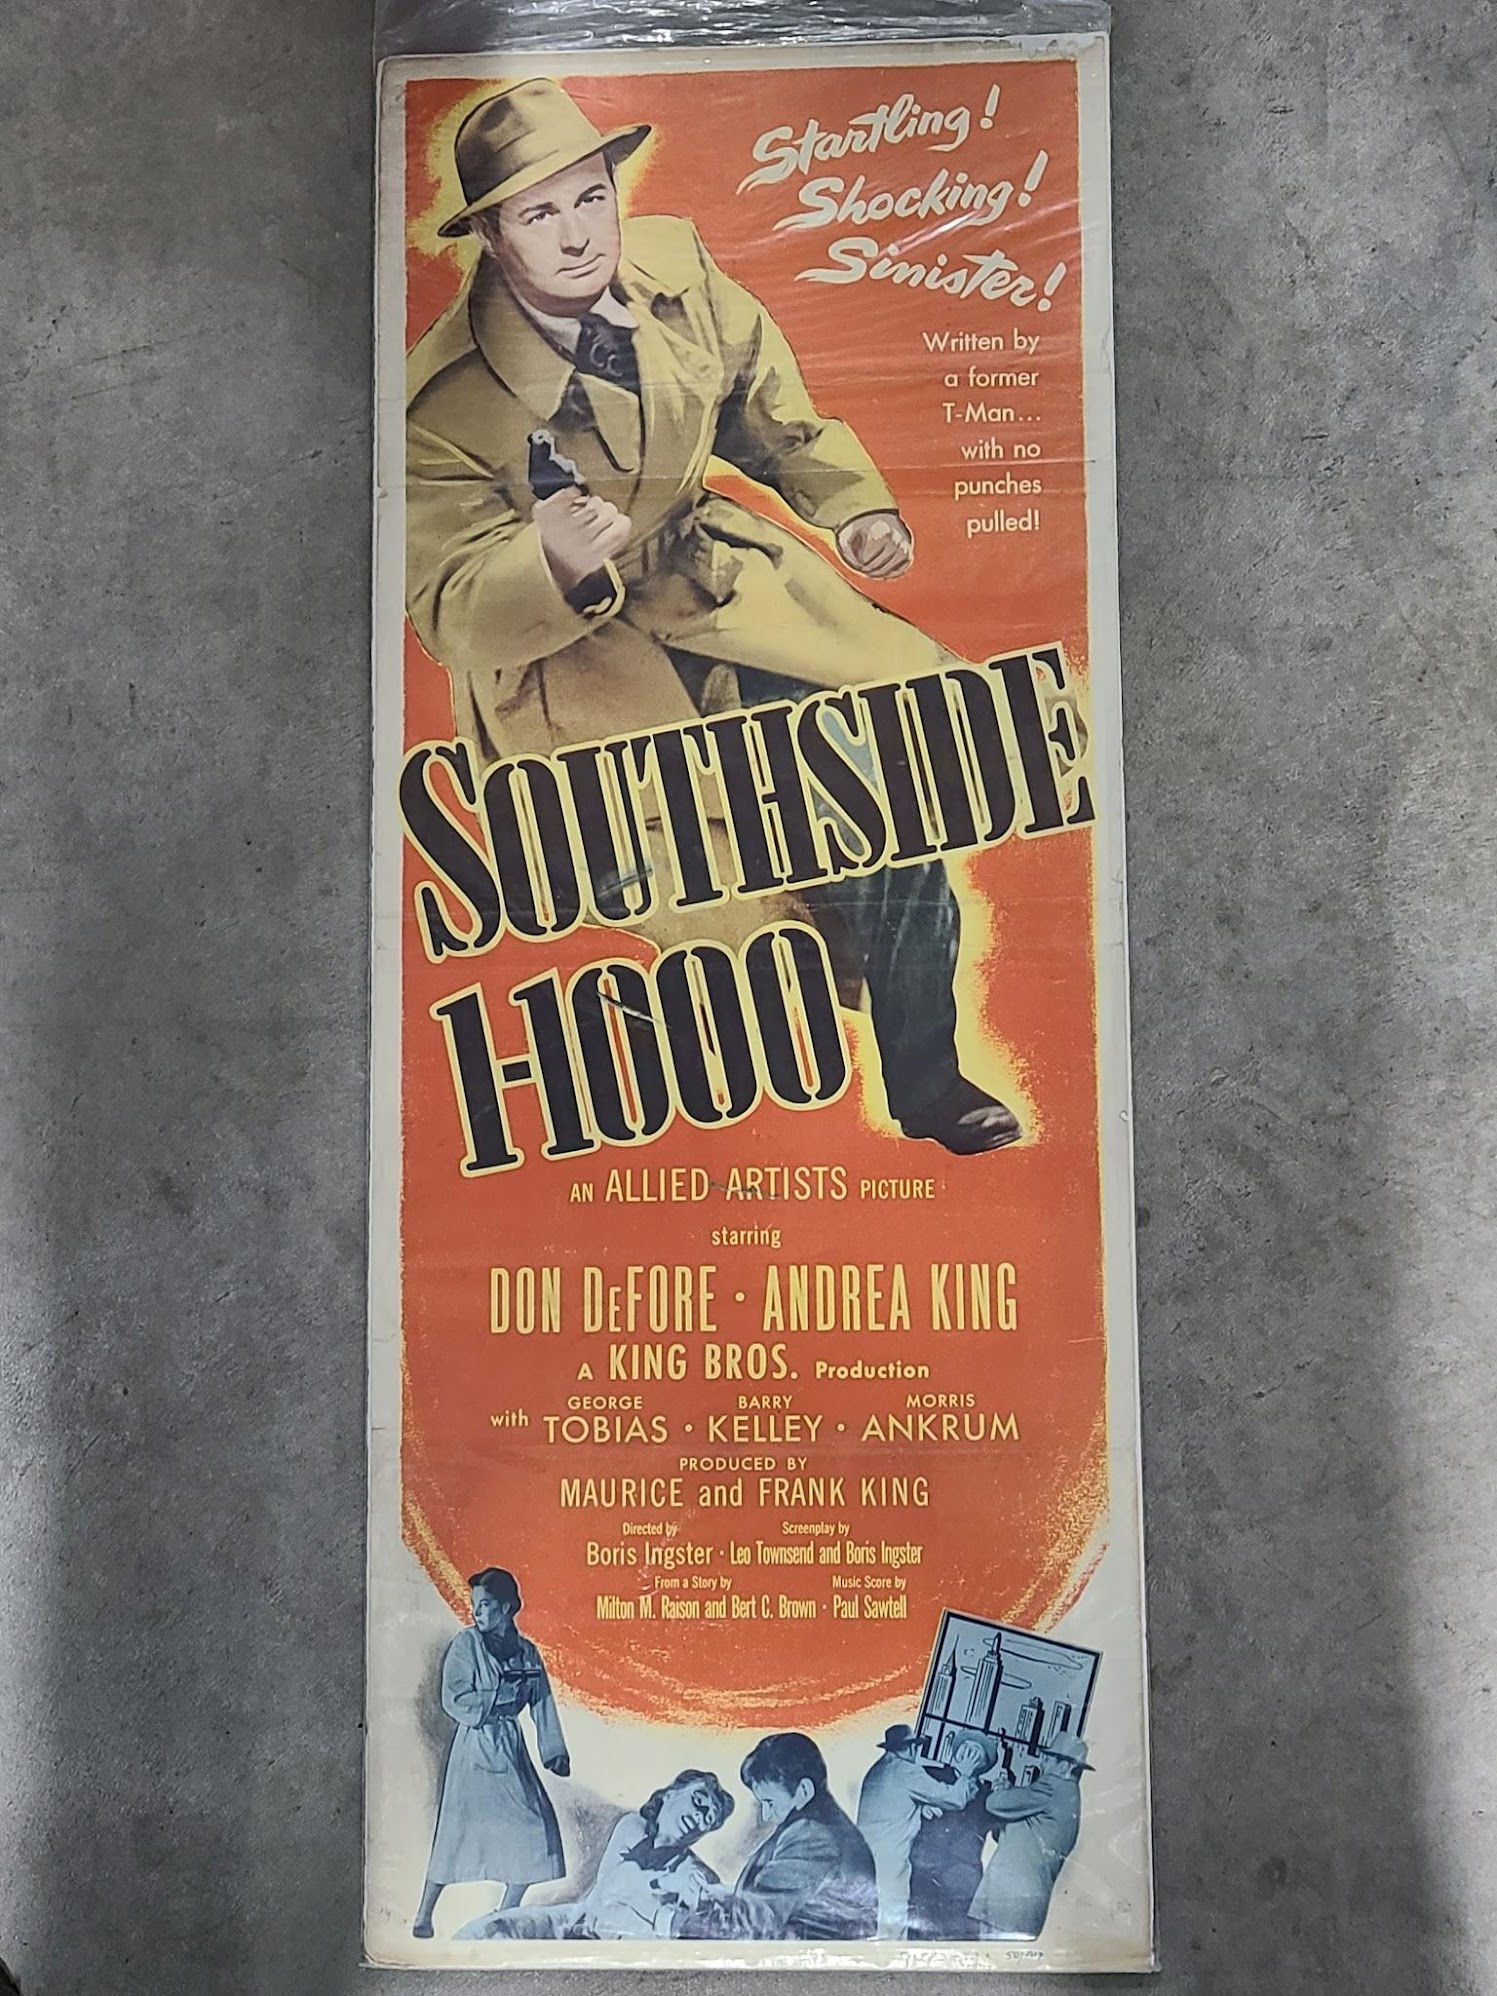 Startling!
Shocking!
Sinister!
Written by
a former
T-Man...
with no
punches
pulled!
SOUTHSIDE
1-1000
AN ALLIED ARTISTS PICTURE
starring
DON DeFORE • ANDREA KING
A KING BROS. Production
with GEORGE TOBIAS • BARRY KELLEY • MORRIS ANKRUM
PRODUCED BY
MAURICE and FRANK KING
Directed by Screenplay by
Boris Ingster • Leo Townsend and Boris Ingster
From a Story by Music Score by
Milton M. Raison and Bert C. Brown • Paul Sawtell